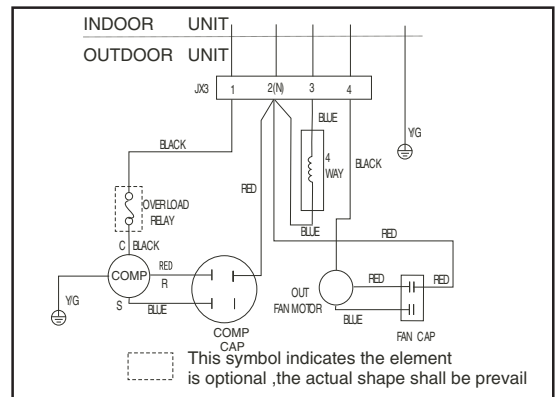 INDOOR UNIT
OUTDOOR UNIT
JX3 1 2(N) 3 4
BLUE
Y/G
BLACK
4
WAY
BLACK
RED
OVERLOAD
RELAY
C BLACK
BLUE
RED
COMP
RED
R
OUT
FAN MOTOR
RED
RED
Y/G
S
BLUE
BLUE
COMP
CAP
FAN CAP
This symbol indicates the element
is optional ,the actual shape shall be prevail